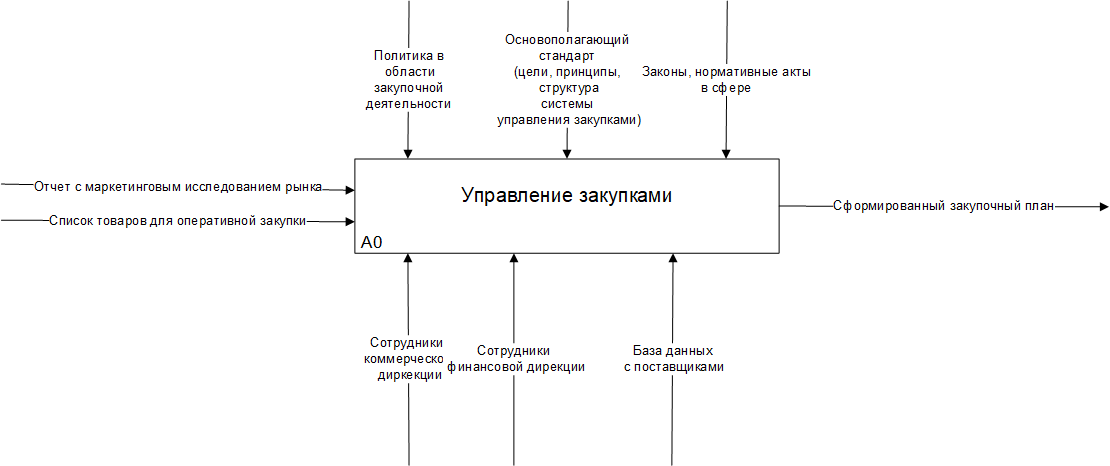 Политика в
области
закупочной
деятельности
Основополагающий
стандарт
(цели, принципы,
структура
системы
управления закупками)
Законы, нормативные акты
в сфере
Отчет с маркетинговым исследованием рынка
Список товаров для оперативной закупки
Управление закупками
A0
Сформированный закупочный план
Сотрудники
коммерческо
диркекции
Сотрудники
финансовой дирекции
База данных
с поставщиками